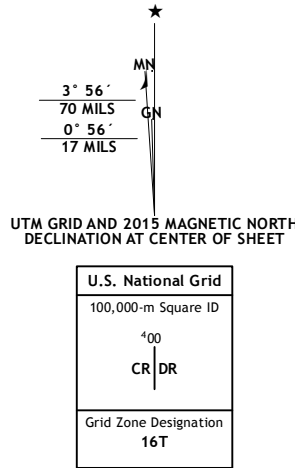 ★
MN
3° 56´
70 MILS
GN
0° 56´
17 MILS
UTM GRID AND 2015 MAGNETIC NORTH
DECLINATION AT CENTER OF SHEET
U.S. National Grid
100,000-m Square ID
⁴00
CR DR
Grid Zone Designation
16T